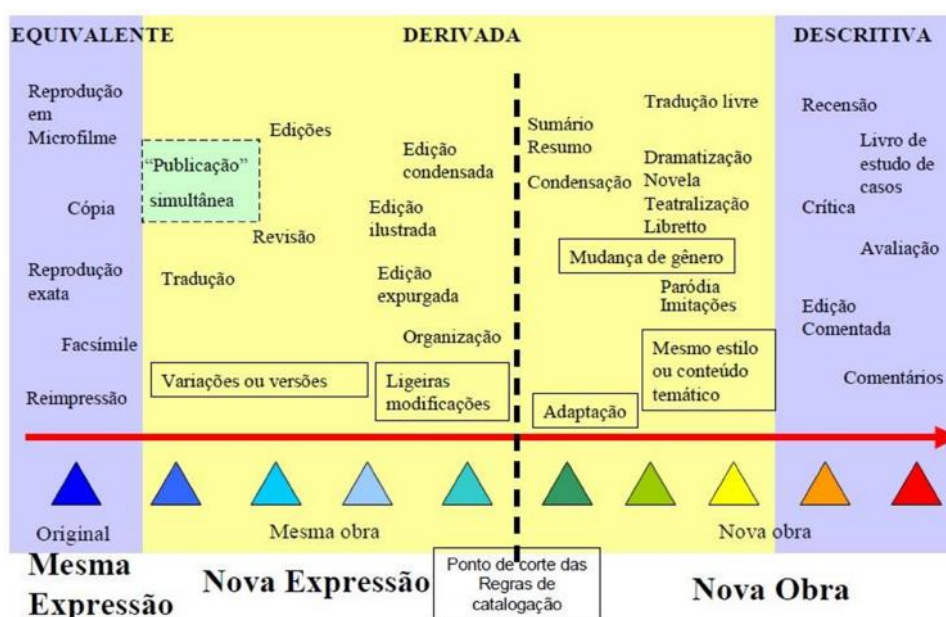 EQUIVALENTE
DERIVADA
DESCRITIVA
Reprodução
em
Microfilme
Cópia
Reprodução
exata
Facsímile
Reimpressão
“Publicação”
simultânea
Edições
Revisão
Tradução
Variações ou versões
Edição
condensada
Edição
ilustrada
Edição
expurgada
Organização
Ligeiras
modificações
Sumário
Resumo
Condensação
Tradução livre
Dramatização
Novela
Teatralização
Libretto
Mudança de gênero
Paródia
Imitações
Mesmo estilo
ou conteúdo
temático
Adaptação
Recensão
Livro de
estudo de
casos
Crítica
Avaliação
Edição
Comentada
Comentários
Original
Mesma obra
Nova obra
Mesma
Expressão
Nova Expressão
Ponto de corte das
Regras de
catalogação
Nova Obra